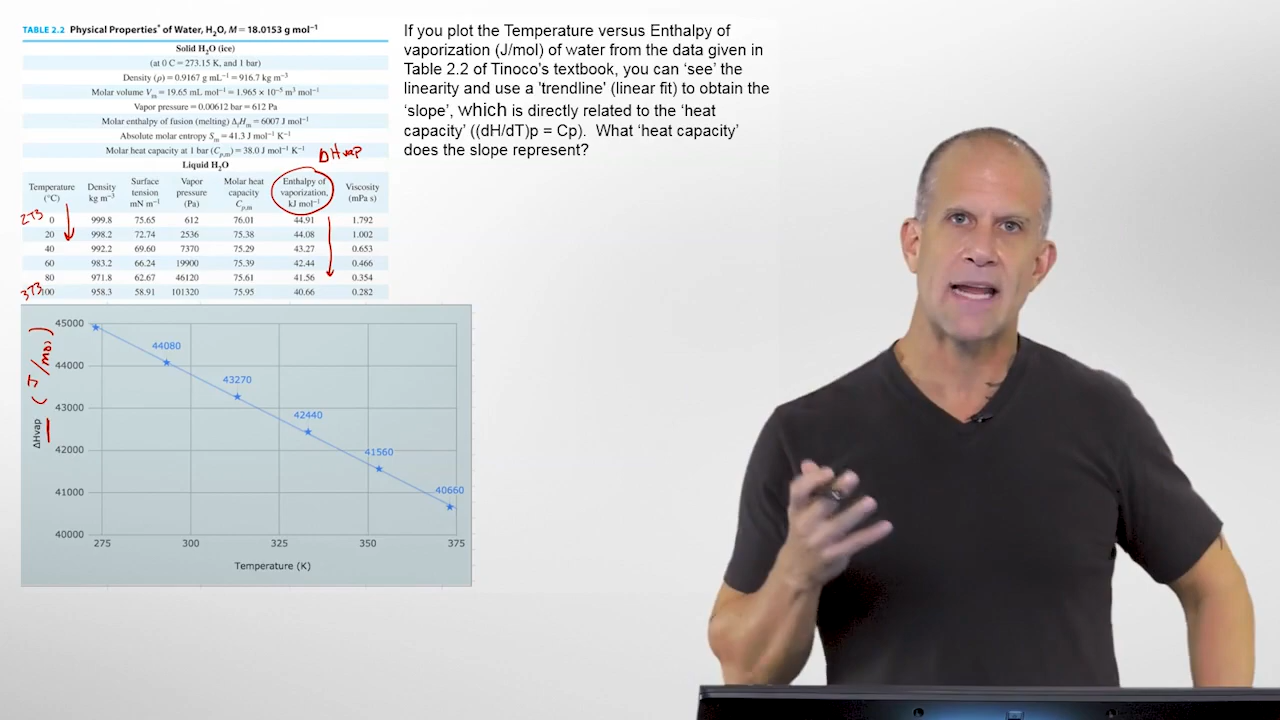 TABLE 2.2 Physical Properties* of Water, H₂O, M = 18.0153 g mol⁻¹
Solid H₂O (ice)
(at 0 C = 273.15 K, and 1 bar)
Density (ρ) = 0.9167 g mL⁻¹ = 916.7 kg m⁻³
Molar volume Vₘ = 19.65 mL mol⁻¹ = 1.965 × 10⁻⁵ m³ mol⁻¹
Vapor pressure = 0.00612 bar = 612 Pa
Molar enthalpy of fusion (melting) ΔfHₘ = 6007 J mol⁻¹
Absolute molar entropy Sₘ = 41.3 J mol⁻¹ K⁻¹
Molar heat capacity at 1 bar (Cp,m) = 38.0 J mol⁻¹ K⁻¹
ΔHvap
Liquid H₂O
Temperature (°C) Density kg m⁻³ Surface tension mN m⁻¹ Vapor pressure (Pa) Molar heat capacity Cp,m Enthalpy of vaporization, kJ mol⁻¹ Viscosity (mPa s)
273 0 999.8 75.65 612 76.01 44.91 1.792
20 998.2 72.74 2536 75.38 44.08 1.002
40 992.2 69.60 7370 75.29 43.27 0.653
60 983.2 66.24 19900 75.39 42.44 0.466
80 971.8 62.67 46120 75.61 41.56 0.354
373 100 958.3 58.91 101320 75.95 40.66 0.282
If you plot the Temperature versus Enthalpy of
vaporization (J/mol) of water from the data given in
Table 2.2 of Tinoco's textbook, you can ‘see’ the
linearity and use a 'trendline' (linear fit) to obtain the
‘slope’, which is directly related to the ‘heat
capacity’ ((dH/dT)p = Cp). What ‘heat capacity’
does the slope represent?
ΔHvap (J/mol)
45000
44000
43000
42000
41000
40000
44080
43270
42440
41560
40660
275 300 325 350 375
Temperature (K)